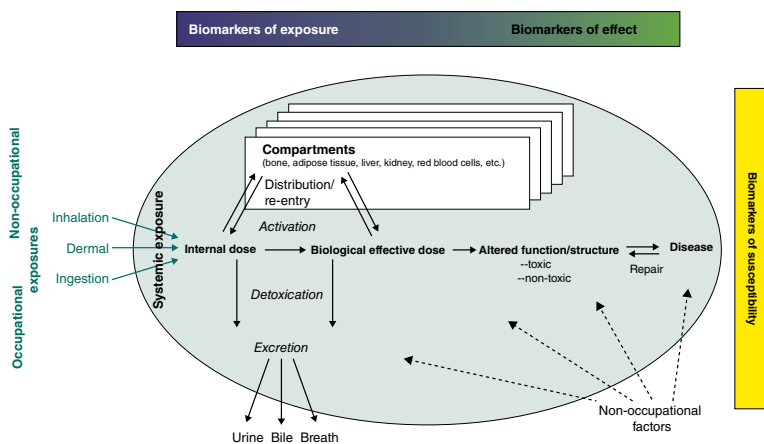 Biomarkers of exposure
Biomarkers of effect
Compartments
(bone, adipose tissue, liver, kidney, red blood cells, etc.)
Distribution/
re-entry
Non-occupational
Occupational
exposures
Inhalation
Dermal
Ingestion
Systemic exposure
Activation
Internal dose
Biological effective dose
Altered function/structure
--toxic
--non-toxic
Disease
Repair
Detoxication
Excretion
Urine
Bile
Breath
Non-occupational
factors
Biomarkers of susceptibility